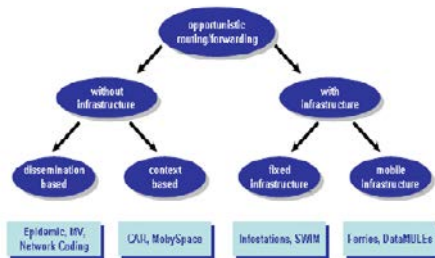 opportunistic
routing/forwarding
without
infrastructure
with
infrastructure
dissemination
based
context
based
fixed
infrastructure
mobile
infrastructure
Epidemic, MV,
Network Coding
CAR, MobySpace
Infostations, SWIM
Ferries, DataMULEs